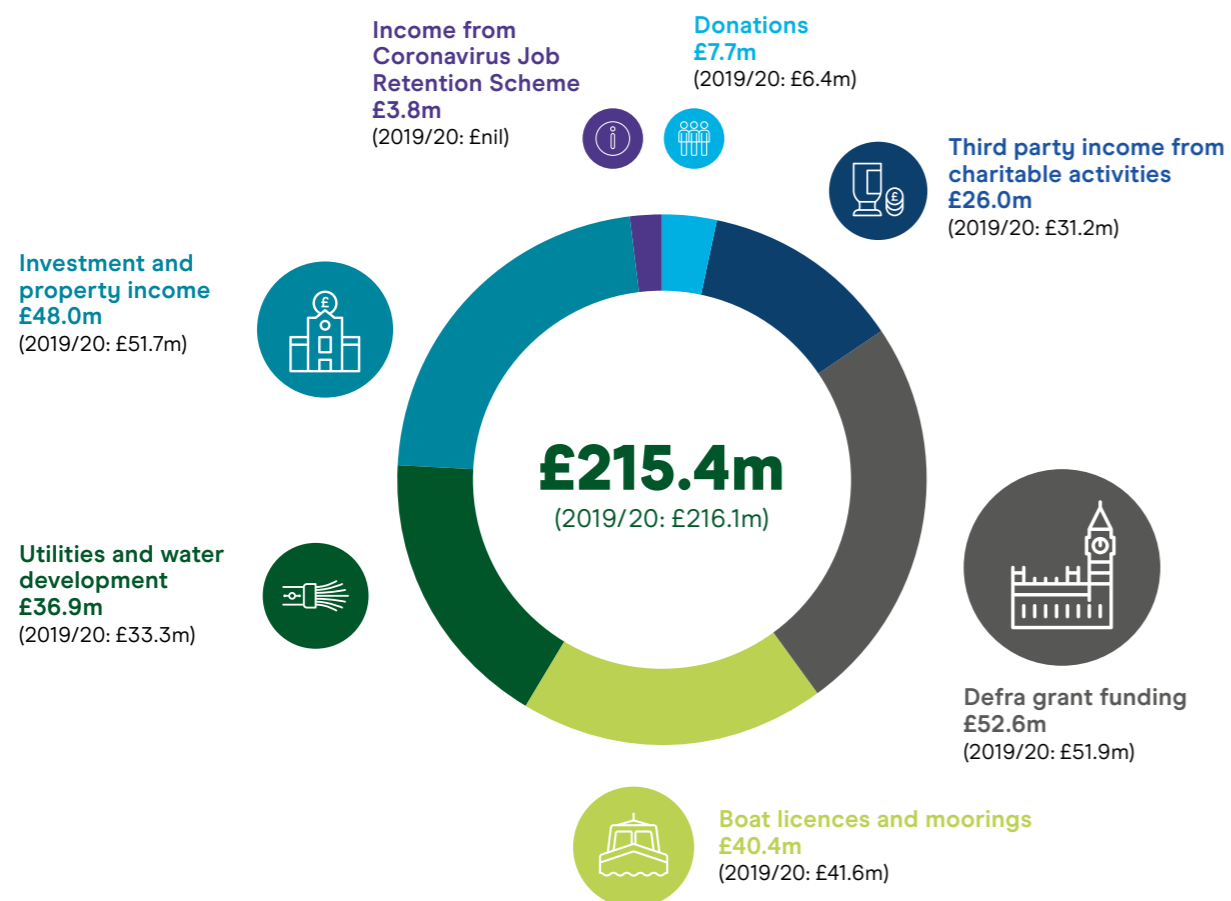 Income from
Coronavirus Job
Retention Scheme
£3.8m
(2019/20: £nil)
Donations
£7.7m
(2019/20: £6.4m)
Third party income from
charitable activities
£26.0m
(2019/20: £31.2m)
Investment and
property income
£48.0m
(2019/20: £51.7m)
£215.4m
(2019/20: £216.1m)
Utilities and water
development
£36.9m
(2019/20: £33.3m)
Defra grant funding
£52.6m
(2019/20: £51.9m)
Boat licences and moorings
£40.4m
(2019/20: £41.6m)